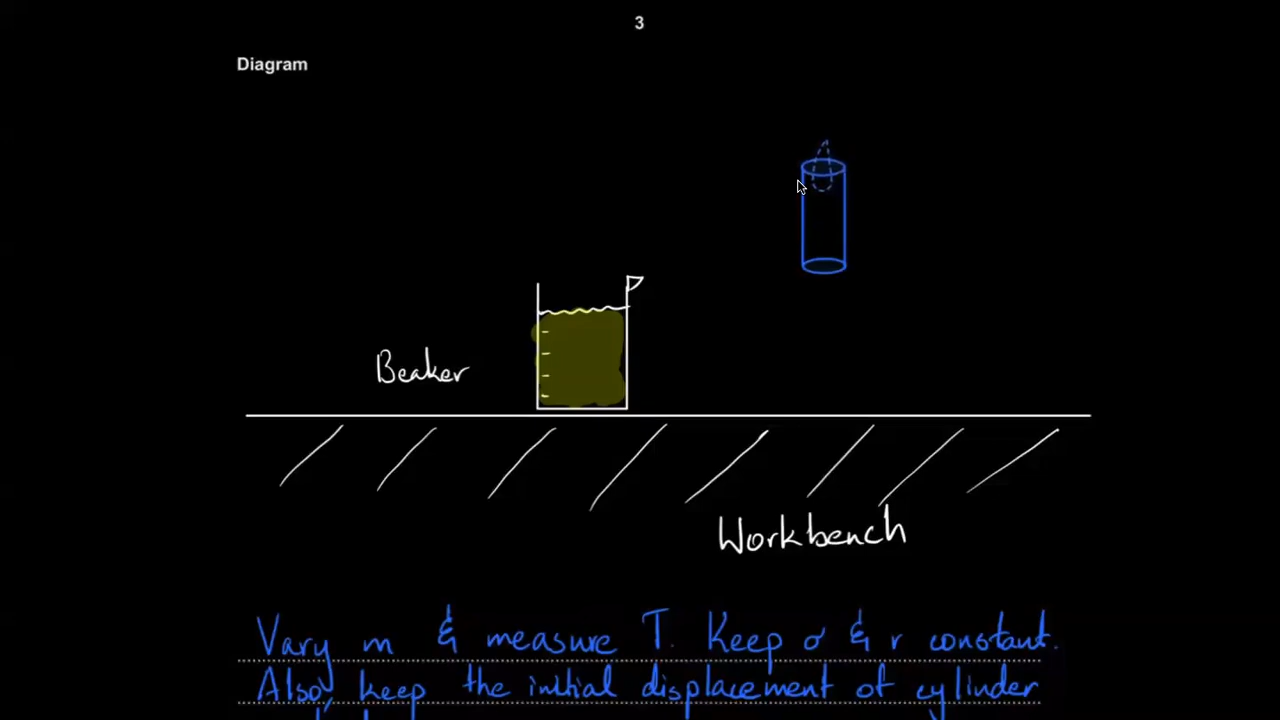 3
Diagram
Beaker
Workbench
Vary m & measure T. Keep σ & r constant.
Also, keep the initial displacement of cylinder